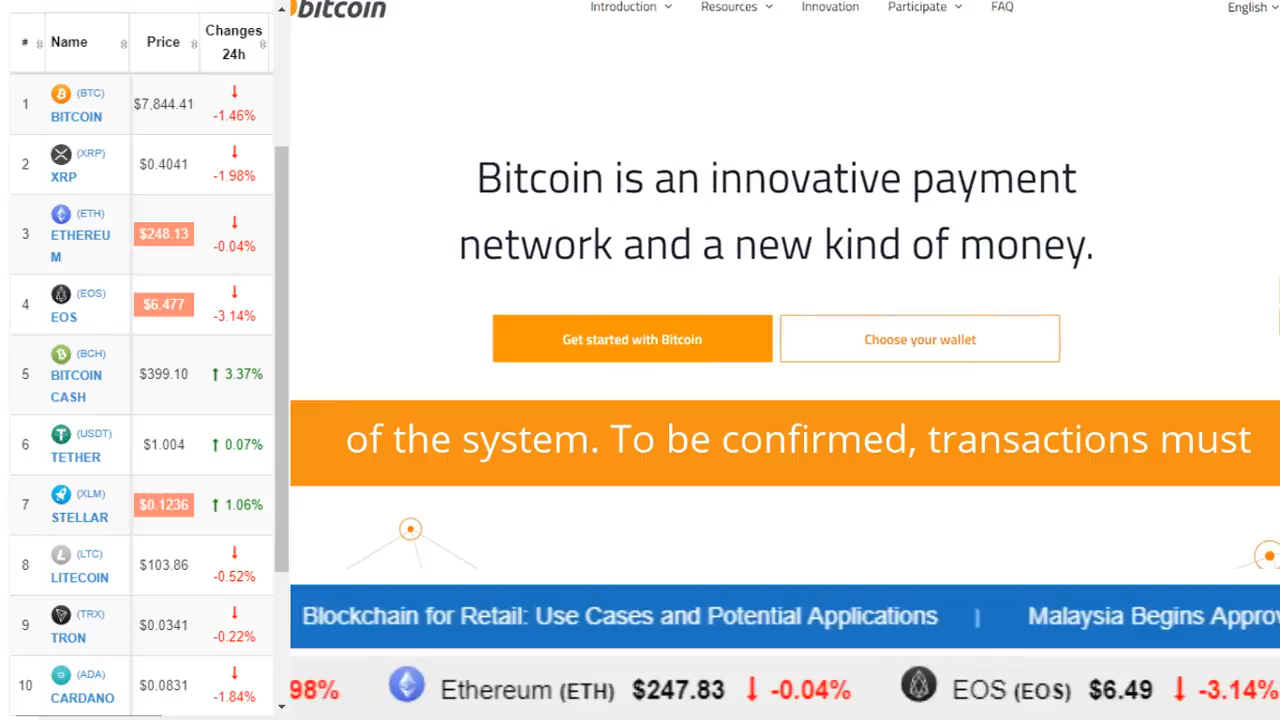 # Name Price Changes 24h
1 (BTC) BITCOIN $7,844.41 ↓ -1.46%
2 (XRP) XRP $0.4041 ↓ -1.98%
3 (ETH) ETHEREU M $248.13 ↓ -0.04%
4 (EOS) EOS $6.477 ↓ -3.14%
5 (BCH) BITCOIN CASH $399.10 ↑ 3.37%
6 (USDT) TETHER $1.004 ↑ 0.07%
7 (XLM) STELLAR $0.1236 ↑ 1.06%
8 (LTC) LITECOIN $103.86 ↓ -0.52%
9 (TRX) TRON $0.0341 ↓ -0.22%
10 (ADA) CARDANO $0.0831 ↓ -1.84%
bitcoin Introduction Resources Innovation Participate FAQ English
Bitcoin is an innovative payment
network and a new kind of money.
Get started with Bitcoin Choose your wallet
of the system. To be confirmed, transactions must
Blockchain for Retail: Use Cases and Potential Applications | Malaysia Begins Approv
98% Ethereum (ETH) $247.83 ↓ -0.04% EOS (EOS) $6.49 ↓ -3.14%